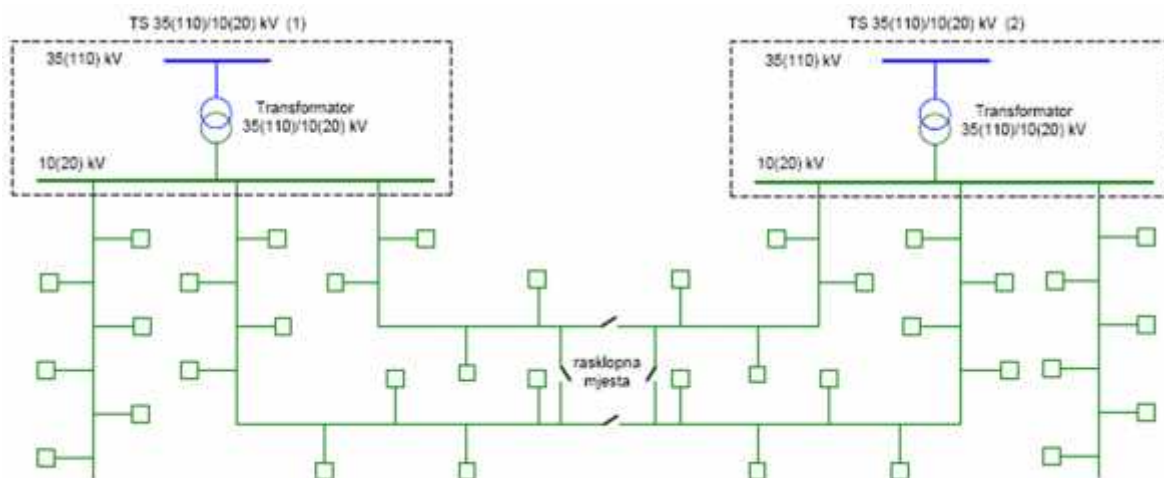 TS 35(110)/10(20) kV (1)
TS 35(110)/10(20) kV (2)
35(110) kV
35(110) kV
Transformator
35(110)/10(20) kV
Transformator
35(110)/10(20) kV
10(20) kV
10(20) kV
rasklopna
mjesta